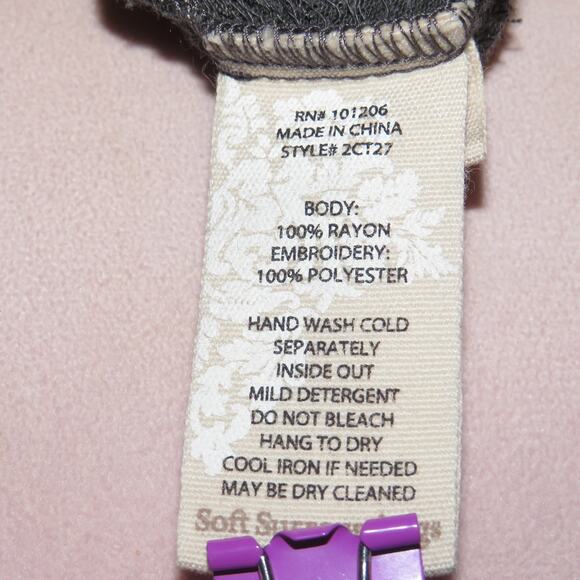 RN# 101206
MADE IN CHINA
STYLE# 2CT27
BODY:
100% RAYON
EMBROIDERY:
100% POLYESTER
HAND WASH COLD
SEPARATELY
INSIDE OUT
MILD DETERGENT
DO NOT BLEACH
HANG TO DRY
COOL IRON IF NEEDED
MAY BE DRY CLEANED
Soft